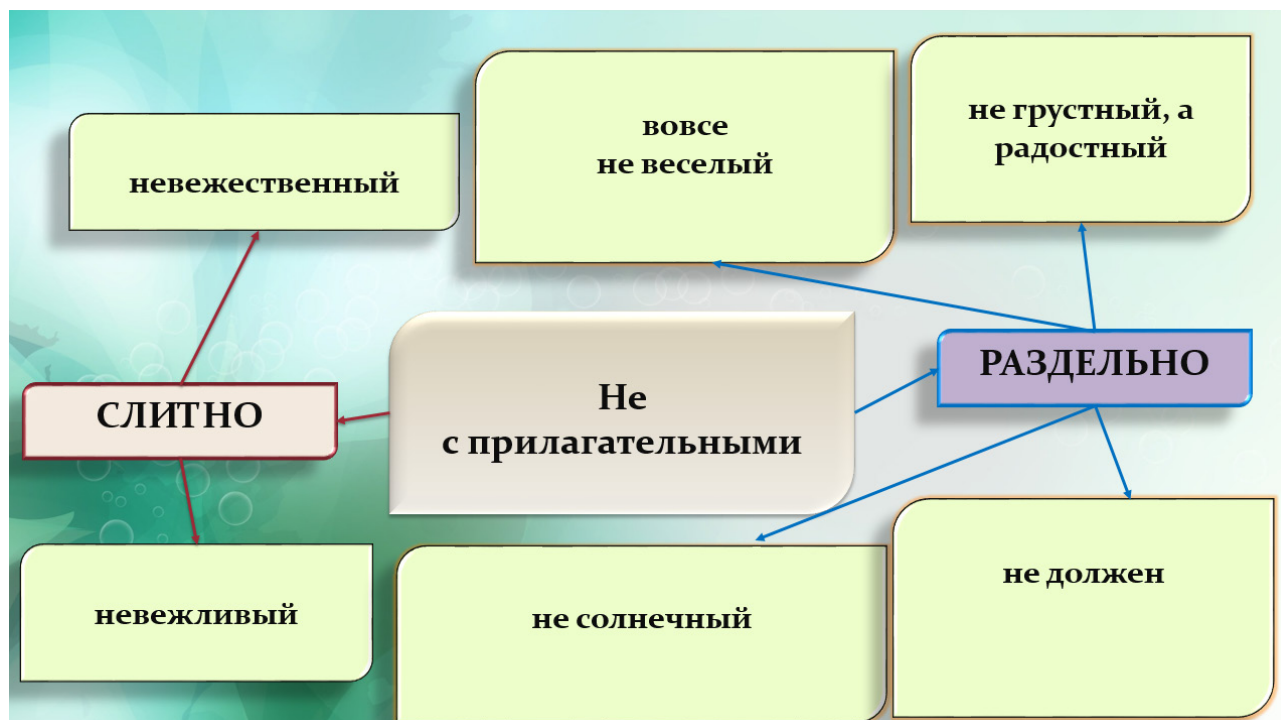 вовсе
не веселый
не грустный, а
радостный
невежественный
РАЗДЕЛЬНО
СЛИТНО
Не
с прилагательными
невежливый
не солнечный
не должен